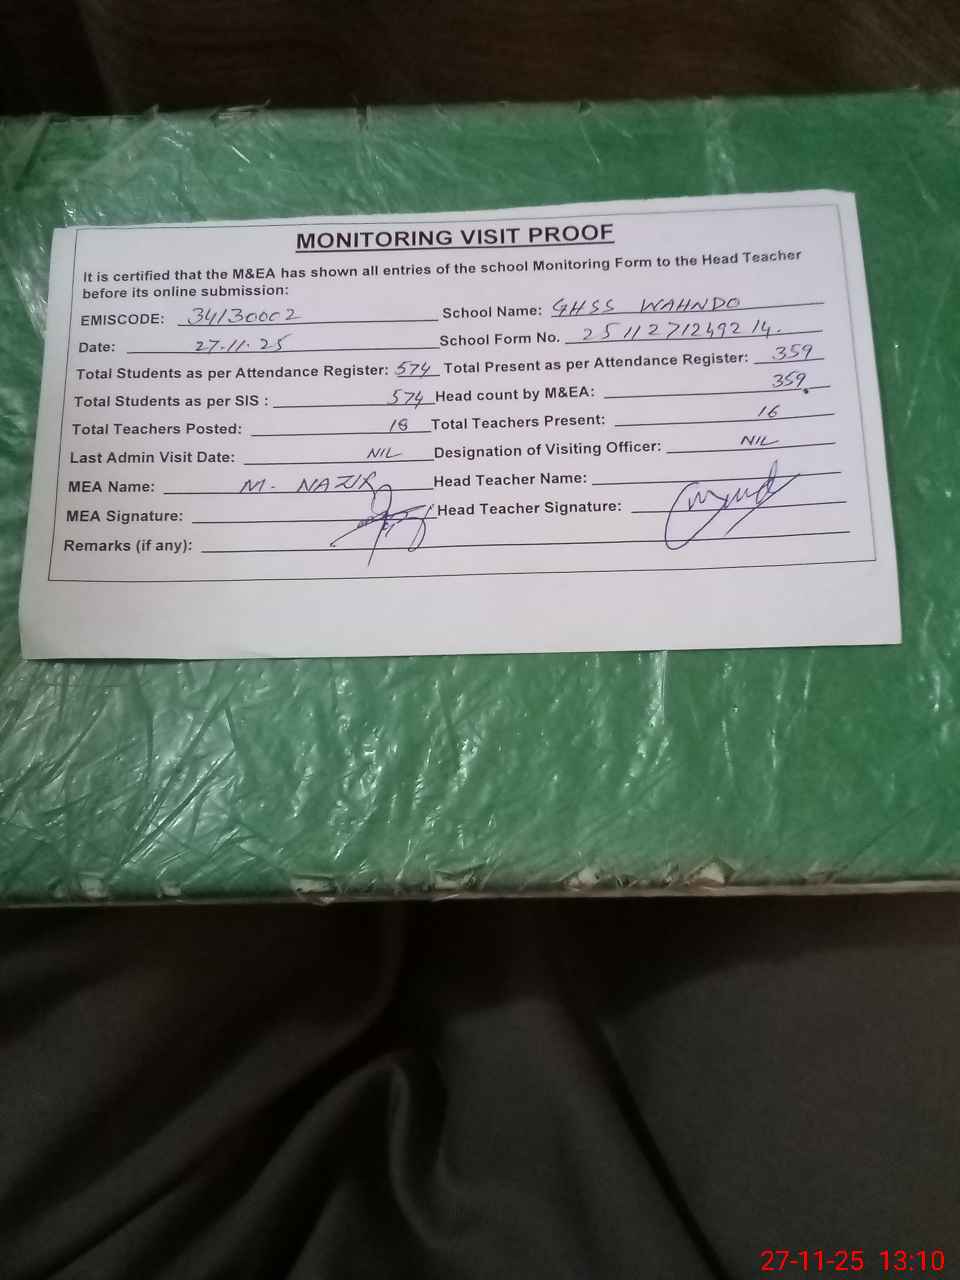 MONITORING VISIT PROOF
It is certified that the M&EA has shown all entries of the school Monitoring Form to the Head Teacher
before its online submission:
EMISCODE: 34130002 School Name: GHSS WAHNDO
Date: 27.11.25 School Form No.
Total Students as per Attendance Register: 574 Total Present as per Attendance Register: 359
Total Students as per SIS : 574 Head count by M&EA: 359
Total Teachers Posted: 18 Total Teachers Present: 16
Last Admin Visit Date: NIL Designation of Visiting Officer: NIL
MEA Name: M. NAZIR Head Teacher Name:
MEA Signature: Head Teacher Signature:
Remarks (if any):
27-11-25 13:10